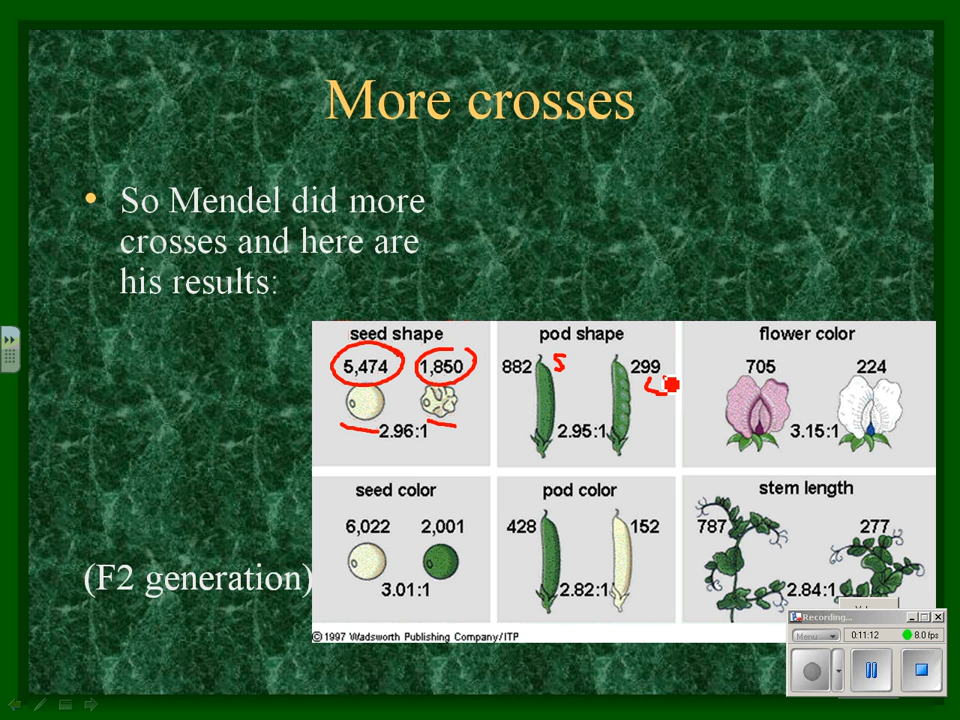 More crosses
• So Mendel did more
crosses and here are
his results:
seed shape
5,474 1,850
2.96:1
pod shape
882 S 299
2.95:1
flower color
705 224
3.15:1
seed color
6,022 2,001
3.01:1
pod color
428 152
2.82:1
stem length
787 277
2.84:1
(F2 generation)
©1997 Wadsworth Publishing Company/ITP
Recording...
Menu 0:11:12 8.0 fps